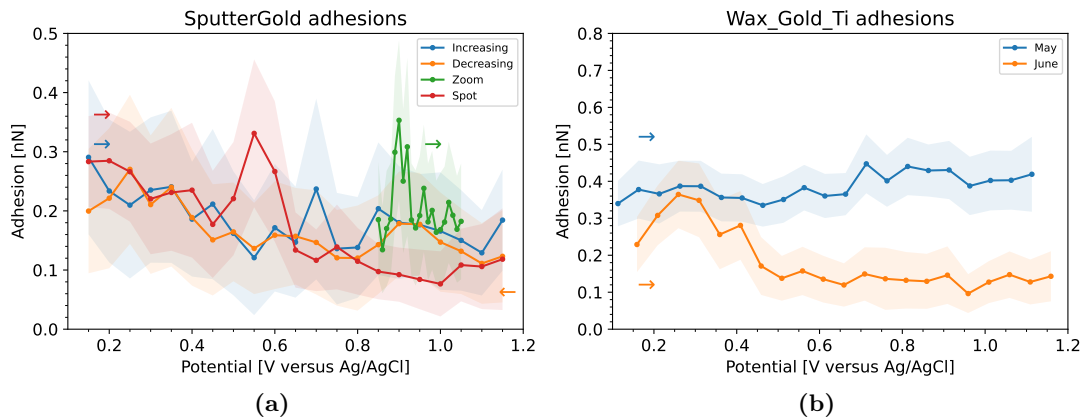 SputterGold adhesions
Adhesion [nN]
0.5
0.4
0.3
0.2
0.1
0.0
Increasing
Decreasing
Zoom
Spot
→
→
→
←
0.2 0.4 0.6 0.8 1.0 1.2
Potential [V versus Ag/AgCl]
(a)
Wax_Gold_Ti adhesions
Adhesion [nN]
0.8
0.7
0.6
0.5
0.4
0.3
0.2
0.1
0.0
May
June
→
→
0.2 0.4 0.6 0.8 1.0 1.2
Potential [V versus Ag/AgCl]
(b)